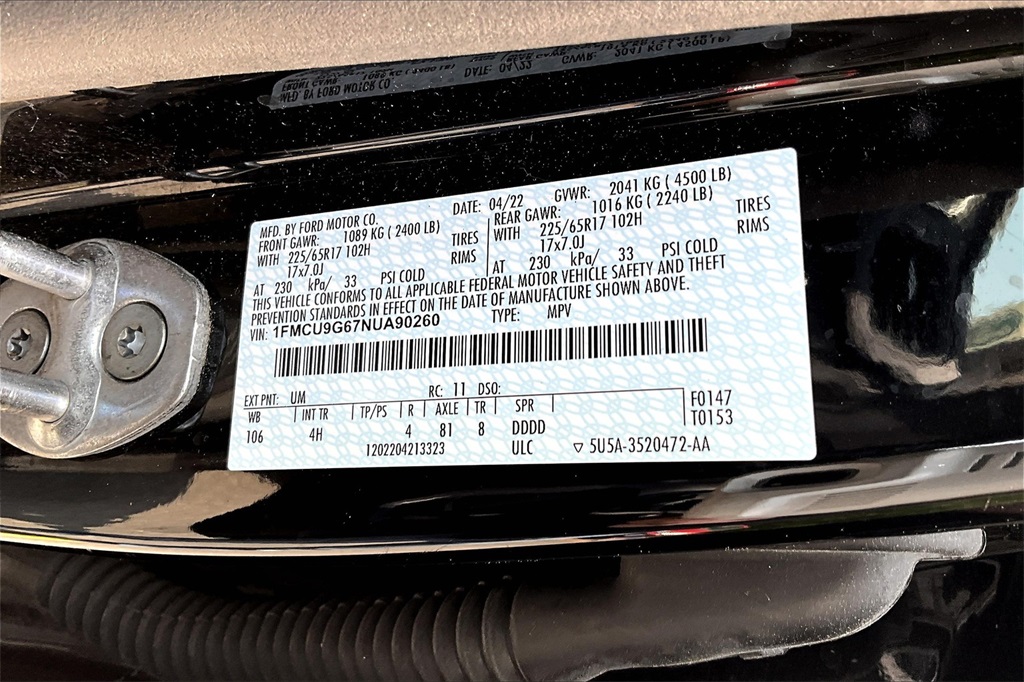 MFD. BY FORD MOTOR CO. DATE: 04/22 GVWR: 2041 KG ( 4500 LB)
FRONT GAWR: 1089 KG ( 2400 LB) REAR GAWR: 1016 KG ( 2240 LB)
WITH 225/65R17 102H TIRES WITH 225/65R17 102H TIRES
17x7.0J RIMS 17x7.0J RIMS
AT 230 kPa/ 33 PSI COLD AT 230 kPa/ 33 PSI COLD
THIS VEHICLE CONFORMS TO ALL APPLICABLE FEDERAL MOTOR VEHICLE SAFETY AND THEFT
PREVENTION STANDARDS IN EFFECT ON THE DATE OF MANUFACTURE SHOWN ABOVE.
VIN: 1FMCU9G67NUA90260 TYPE: MPV
EXT PNT: UM RC: 11 DSO:
WB INT TR TP/PS R AXLE TR SPR F0147
106 4H 4 81 8 DDDD T0153
1202204213323 ULC ▽ 5U5A-3520472-AA